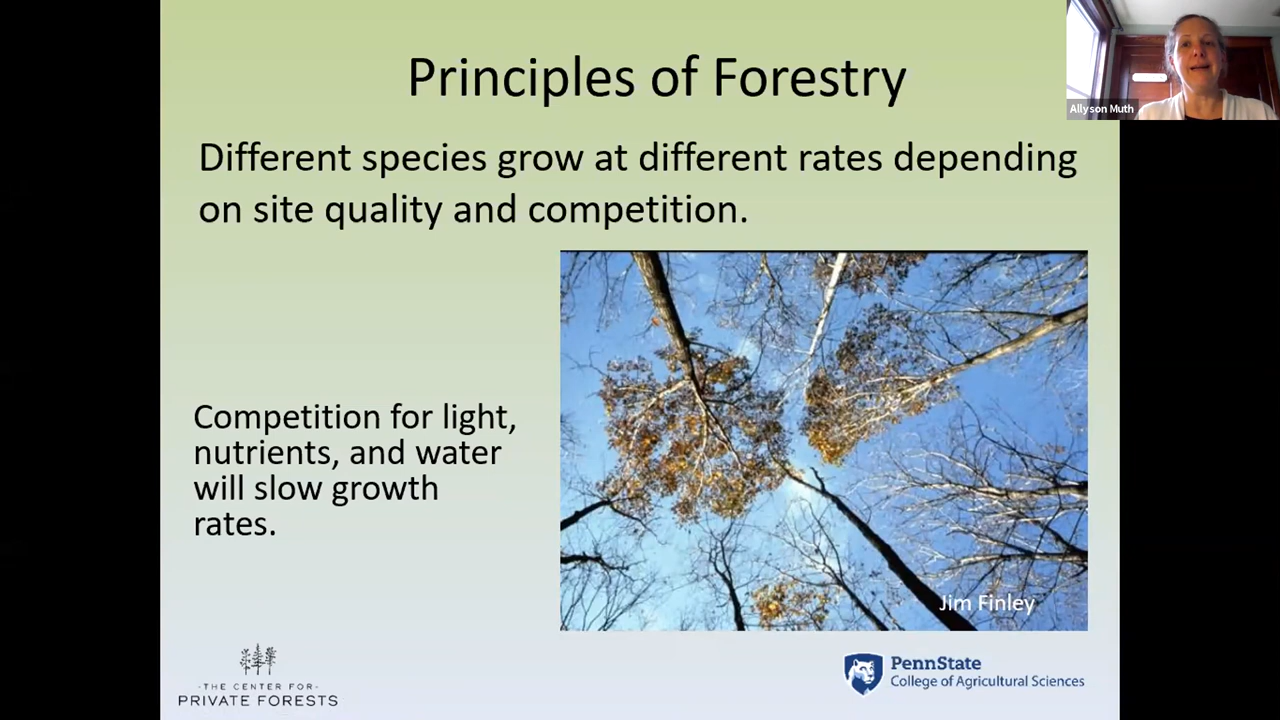 Principles of Forestry
Allyson Muth
Different species grow at different rates depending
on site quality and competition.
Competition for light,
nutrients, and water
will slow growth
rates.
Jim Finley
-THE CENTER FOR-
PRIVATE FORESTS
PennState
College of Agricultural Sciences